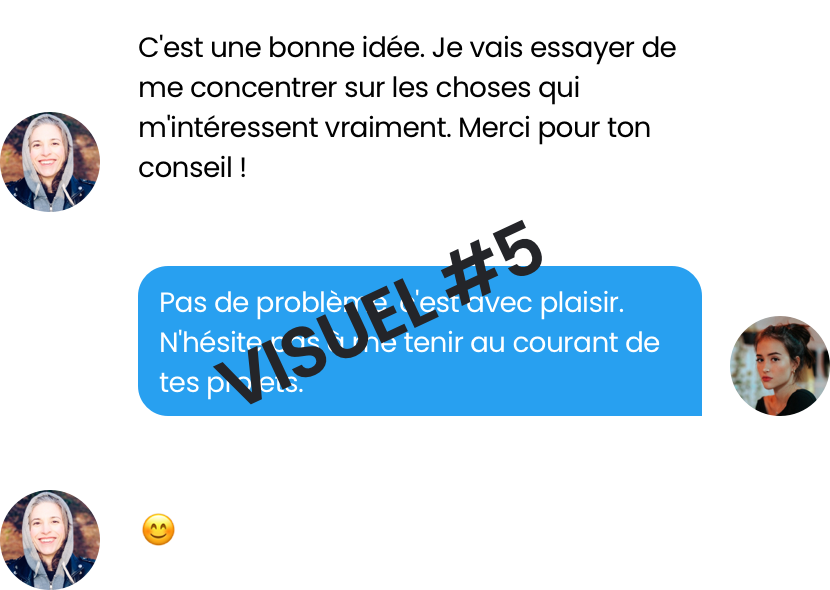 C'est une bonne idée. Je vais essayer de
me concentrer sur les choses qui
m'intéressent vraiment. Merci pour ton
conseil !
Pas de problème, c'est avec plaisir.
N'hésite pas à me tenir au courant de
tes projets.
VISUEL #5
😊